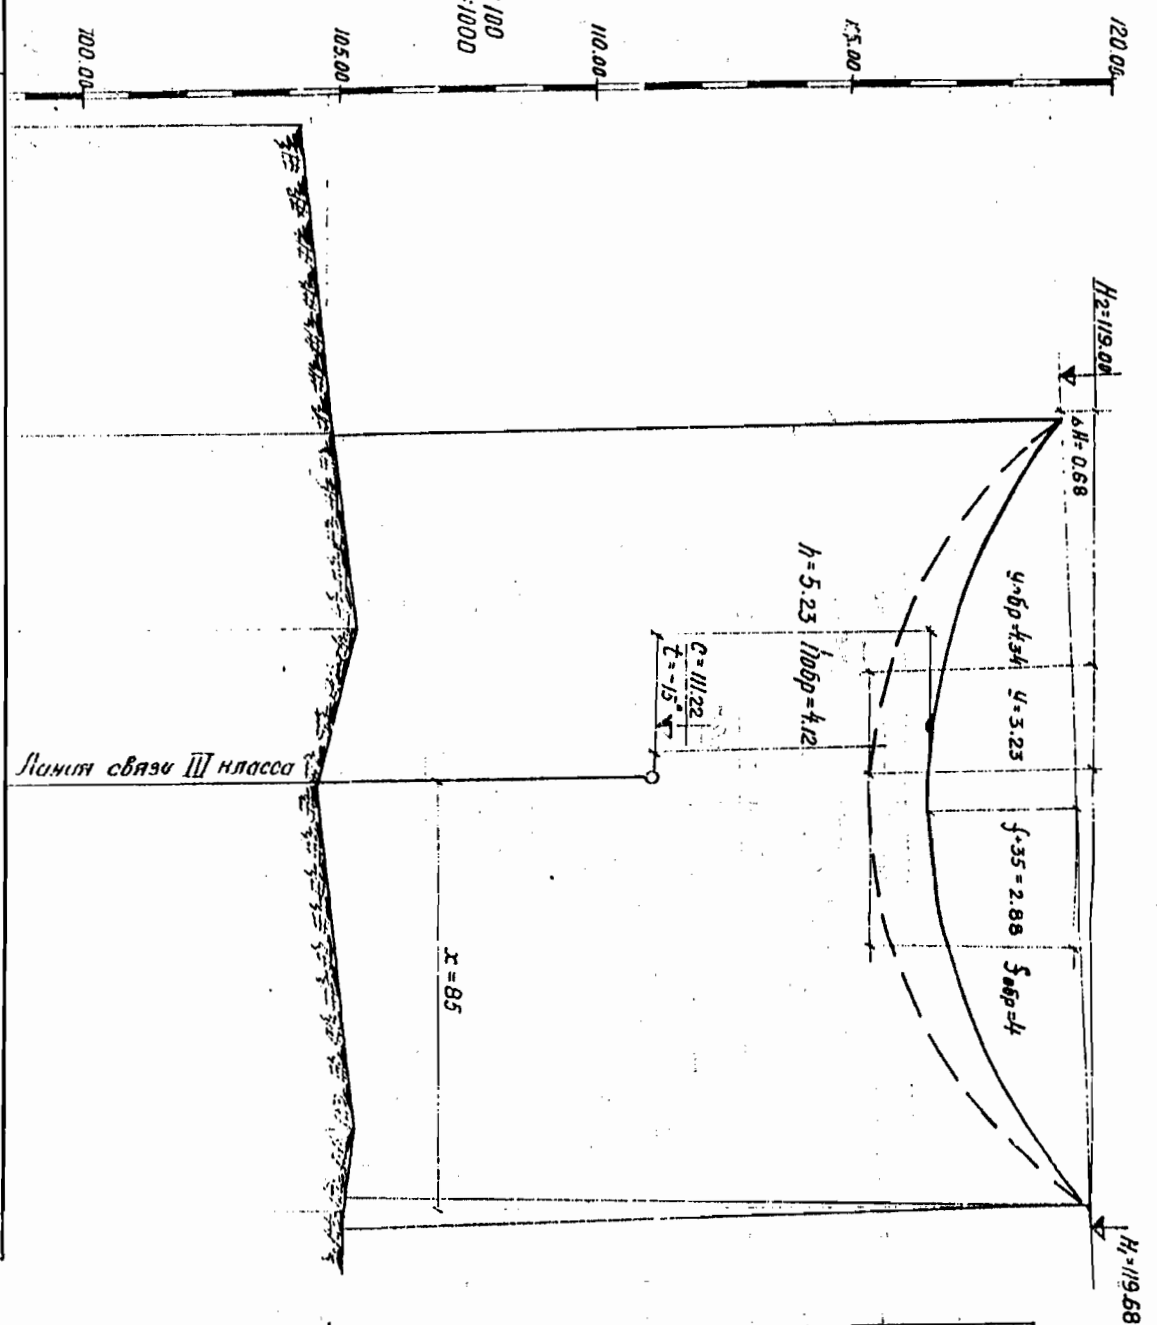 120.00
115.00
110.00
105.00
100.00
:100
:1000
H2=119.00
ΔH=0.68
Уобр=4.34 У=3.23 f+35=2.88 fобр=4
h=5.23 hобр=4.12
C=111.22
t=-15°
Линия связи III класса
x=85
H1=119.68